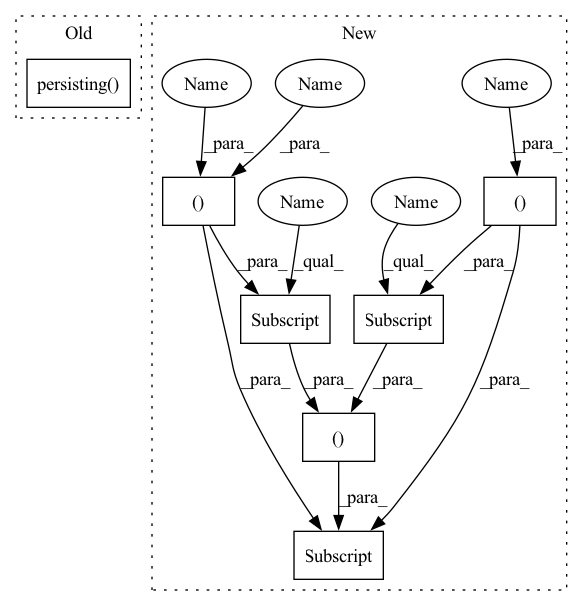 Old
New
persisting()
Name
Name
Name
_para_
_para_
_para_
()
Name
Name
()
_para_
_qual_
_qual_
_para_
Subscript
Subscript
_para_
_para_
_para_
_para_
()
_para_
Subscript